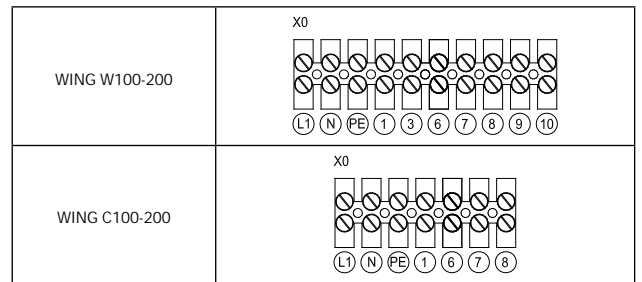 X0
WING W100-200
L1 N PE 1 3 6 7 8 9 10
X0
WING C100-200
L1 N PE 1 6 7 8